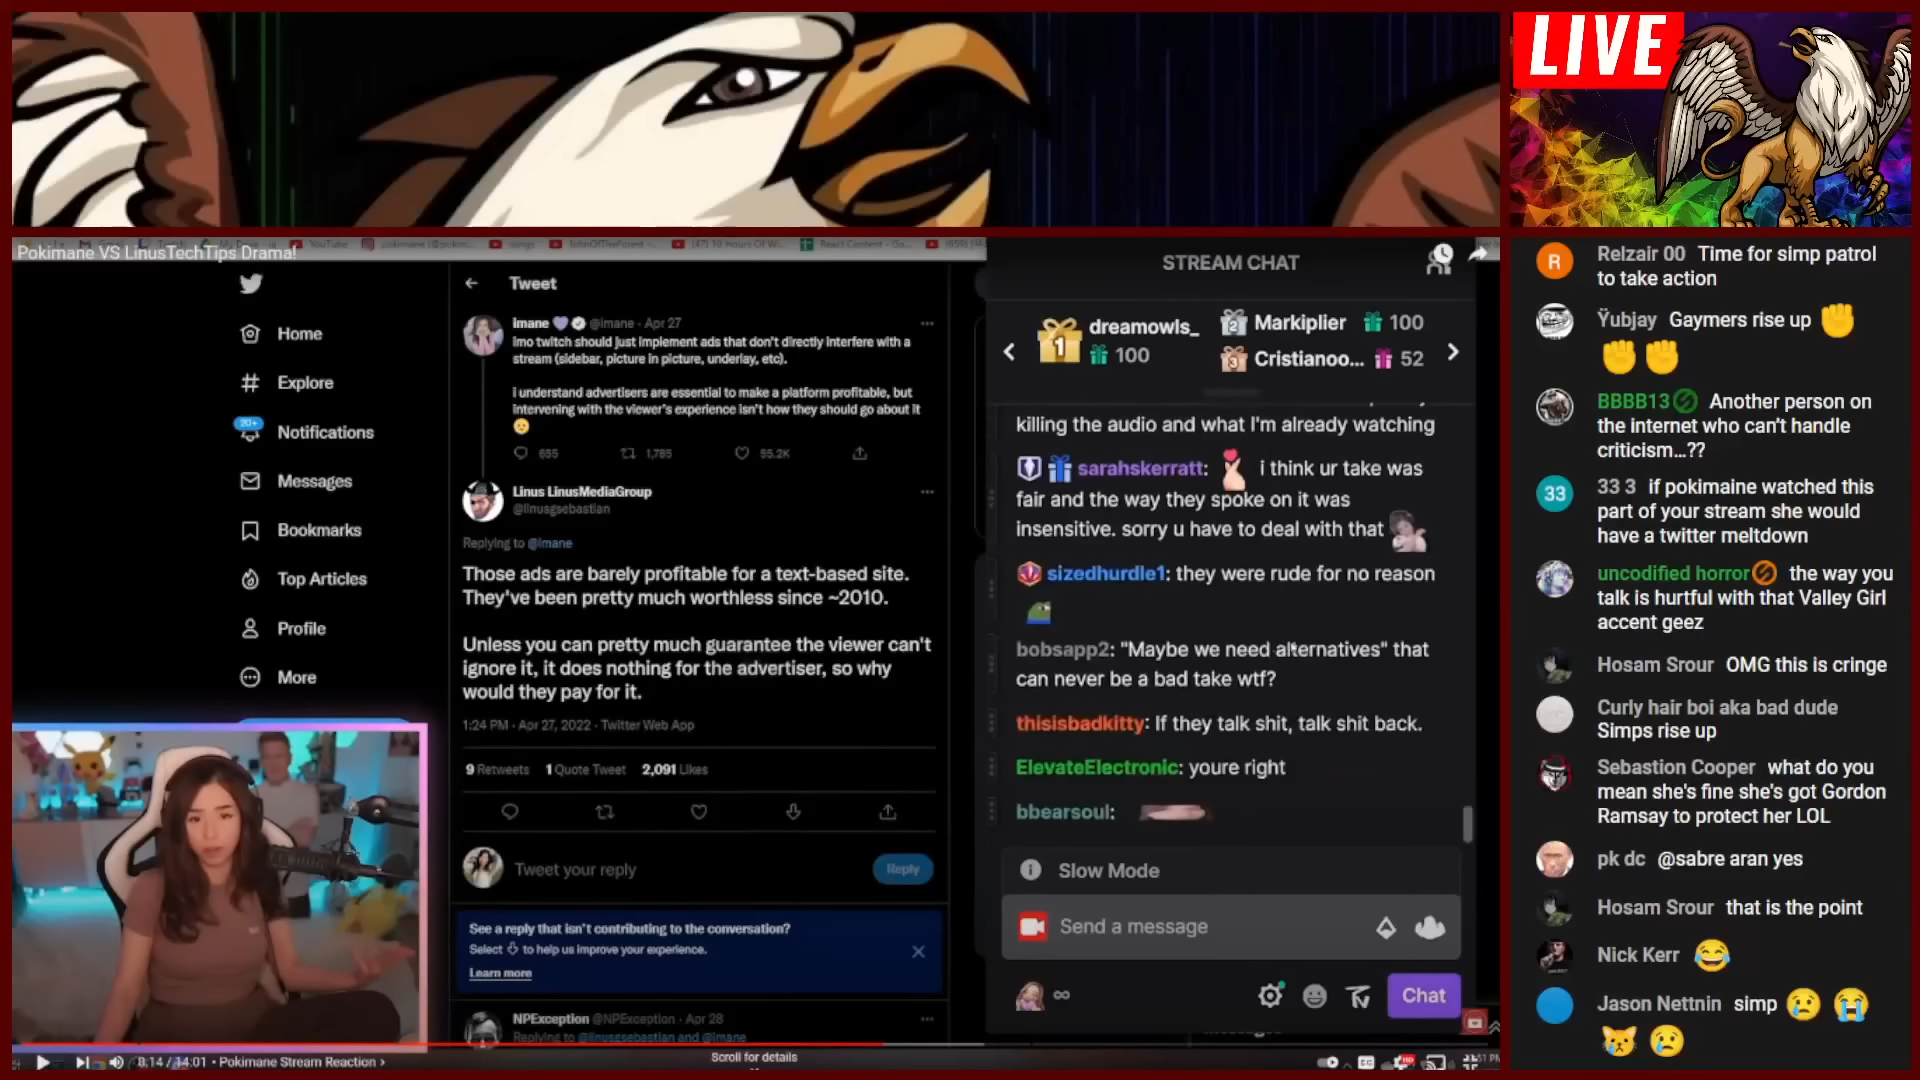 LIVE
Pokimane VS LinusTechTips Drama!
YouTube
Home
Explore
20+
Notifications
Messages
Bookmarks
Top Articles
Profile
More
Tweet
imane @imane · Apr 27
imo twitch should just implement ads that don't directly interfere with a
stream (sidebar, picture in picture, underlay, etc).
i understand advertisers are essential to make a platform profitable, but
intervening with the viewer's experience isn't how they should go about it
655 1,785 55.2K
Linus LinusMediaGroup
@linusgsebastian
Replying to @imane
Those ads are barely profitable for a text-based site.
They've been pretty much worthless since ~2010.
Unless you can pretty much guarantee the viewer can't
ignore it, it does nothing for the advertiser, so why
would they pay for it.
1:24 PM · Apr 27, 2022 · Twitter Web App
9 Retweets 1 Quote Tweet 2,091 Likes
Tweet your reply
Reply
See a reply that isn't contributing to the conversation?
Select to help us improve your experience.
Learn more
NPException @NPException · Apr 28
Replying to @linusgsebastian and @imane
8:14 / 14:01 • Pokimane Stream Reaction >
Scroll for details
STREAM CHAT
1 dreamowls_
100
2 Markiplier 100
3 Cristianoo... 52
killing the audio and what I'm already watching
sarahskerratt: i think ur take was
fair and the way they spoke on it was
insensitive. sorry u have to deal with that
sizedhurdle1: they were rude for no reason
bobsapp2: "Maybe we need alternatives" that
can never be a bad take wtf?
thisisbadkitty: If they talk shit, talk shit back.
ElevateElectronic: youre right
bbearsoul:
Slow Mode
Send a message
∞
Chat
R
Relzair 00 Time for simp patrol
to take action
Ÿubjay Gaymers rise up ✊
✊✊
BBBB13 Another person on
the internet who can't handle
criticism...??
33
33 3 if pokimaine watched this
part of your stream she would
have a twitter meltdown
uncodified horror the way you
talk is hurtful with that Valley Girl
accent geez
Hosam Srour OMG this is cringe
Curly hair boi aka bad dude
Simps rise up
Sebastion Cooper what do you
mean she's fine she's got Gordon
Ramsay to protect her LOL
pk dc @sabre aran yes
Hosam Srour that is the point
Nick Kerr 😂
Jason Nettnin simp 😢 😭
😿 😢